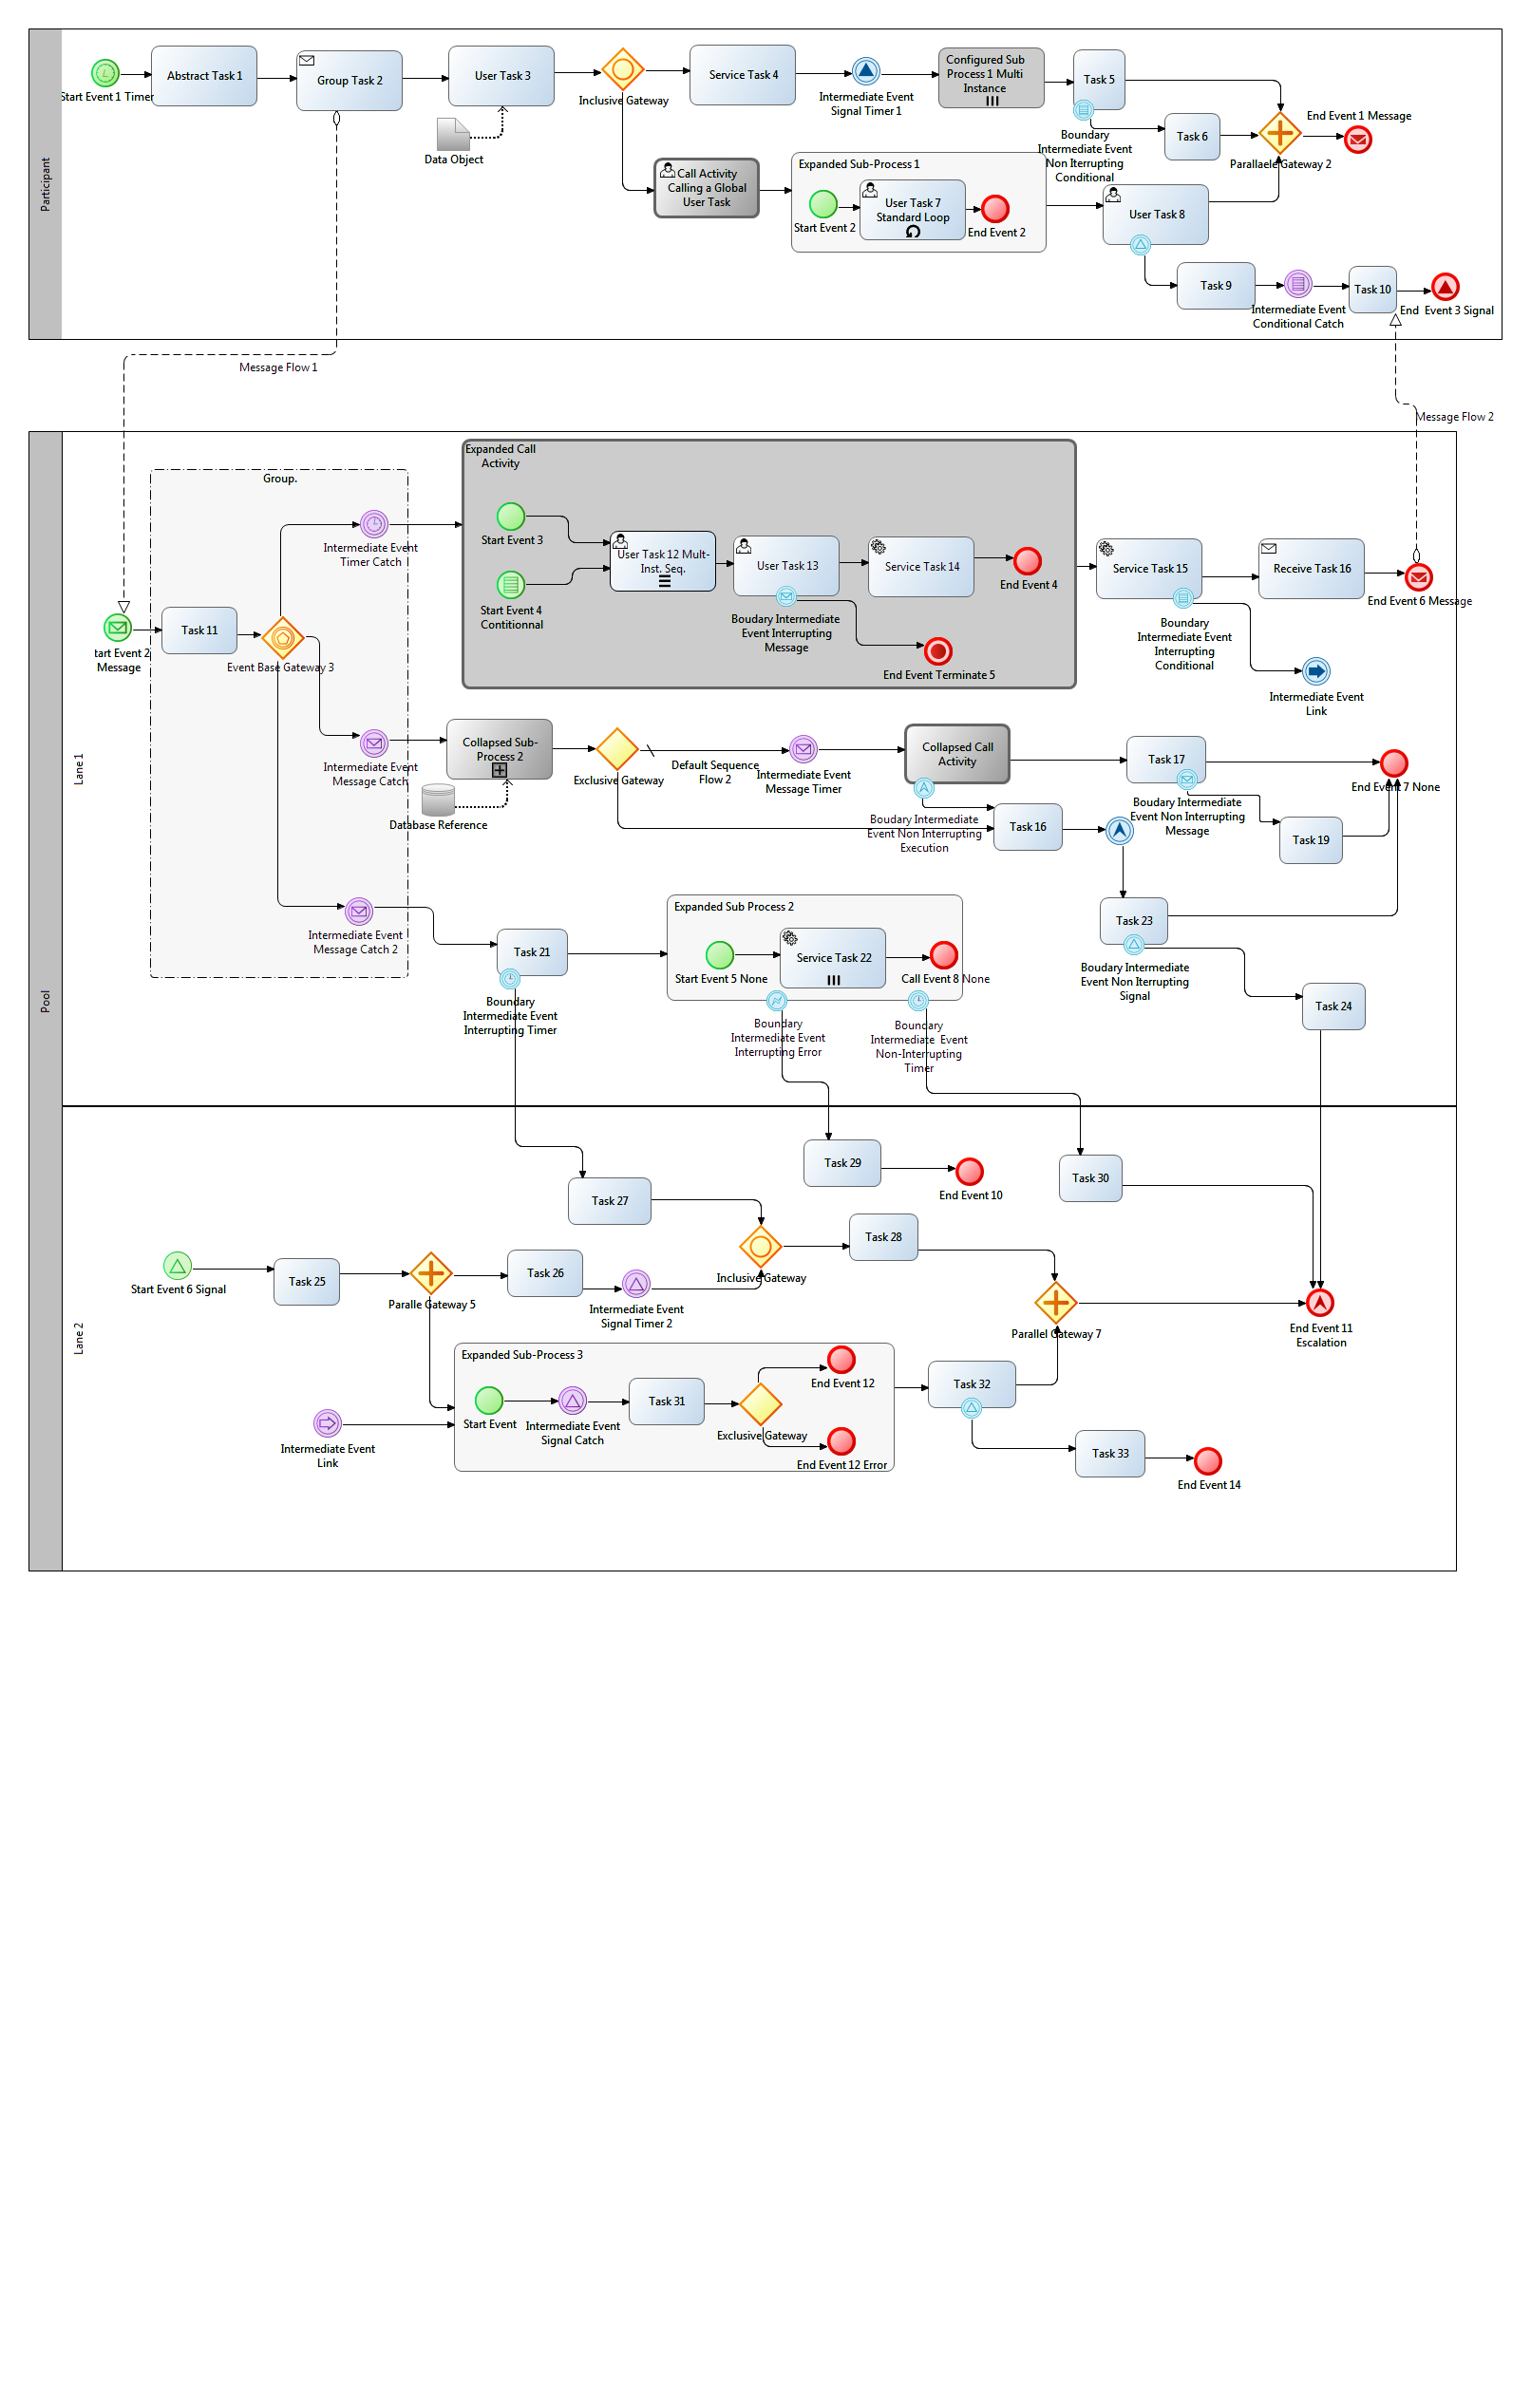 Participant
Start Event 1 Timer
Abstract Task 1
Group Task 2
User Task 3
Data Object
Inclusive Gateway
Service Task 4
Intermediate Event
Signal Timer 1
Configured Sub
Process 1 Multi
Instance
Task 5
Boundary
Intermediate Event
Non Iterrupting
Conditional
Task 6
Parallaele Gateway 2
End Event 1 Message
Call Activity
Calling a Global
User Task
Expanded Sub-Process 1
Start Event 2
User Task 7
Standard Loop
End Event 2
User Task 8
Task 9
Intermediate Event
Conditional Catch
Task 10
End Event 3 Signal
Message Flow 1
Message Flow 2
Pool
Lane 1
Group.
tart Event 2
Message
Task 11
Event Base Gateway 3
Intermediate Event
Timer Catch
Expanded Call
Activity
Start Event 3
Start Event 4
Contitionnal
User Task 12 Mult-
Inst. Seq.
User Task 13
Boudary Intermediate
Event Interrupting
Message
Service Task 14
End Event 4
End Event Terminate 5
Service Task 15
Boundary
Intermediate Event
Interrupting
Conditional
Receive Task 16
End Event 6 Message
Intermediate Event
Link
Intermediate Event
Message Catch
Collapsed Sub-
Process 2
Database Reference
Exclusive Gateway
Default Sequence
Flow 2
Intermediate Event
Message Timer
Collapsed Call
Activity
Boudary Intermediate
Event Non Interrupting
Execution
Task 16
Task 17
Boudary Intermediate
Event Non Interrupting
Message
Task 19
End Event 7 None
Intermediate Event
Message Catch 2
Task 21
Boundary
Intermediate Event
Interrupting Timer
Expanded Sub Process 2
Start Event 5 None
Service Task 22
Call Event 8 None
Boundary
Intermediate Event
Interrupting Error
Boundary
Intermediate Event
Non-Interrupting
Timer
Task 23
Boudary Intermediate
Event Non Iterrupting
Signal
Task 24
Lane 2
Task 29
End Event 10
Task 30
Task 27
Start Event 6 Signal
Task 25
Paralle Gateway 5
Task 26
Intermediate Event
Signal Timer 2
Inclusive Gateway
Task 28
Parallel Gateway 7
End Event 11
Escalation
Intermediate Event
Link
Expanded Sub-Process 3
Start Event
Intermediate Event
Signal Catch
Task 31
Exclusive Gateway
End Event 12
End Event 12 Error
Task 32
Task 33
End Event 14